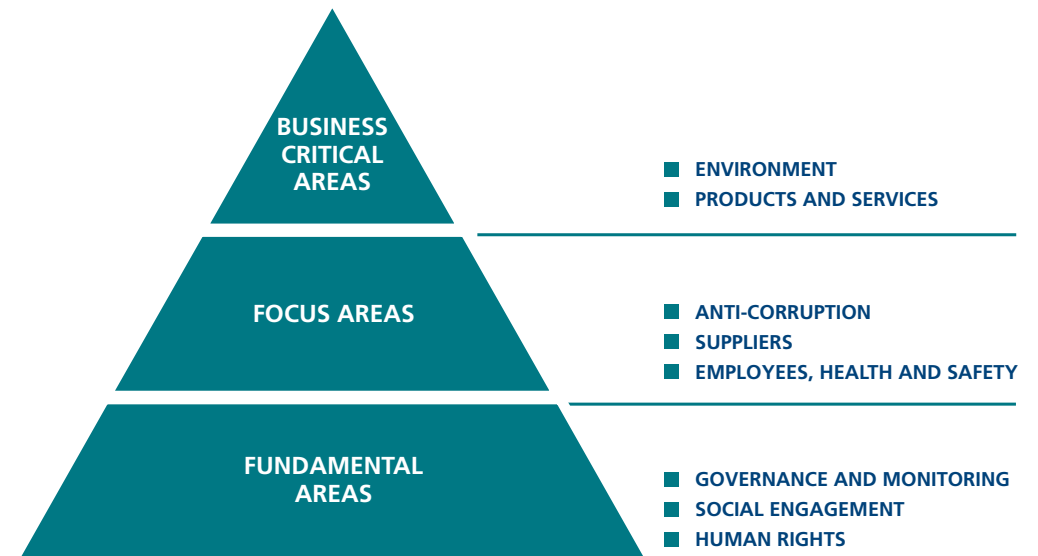 BUSINESS
CRITICAL
AREAS
ENVIRONMENT
PRODUCTS AND SERVICES
FOCUS AREAS
ANTI-CORRUPTION
SUPPLIERS
EMPLOYEES, HEALTH AND SAFETY
FUNDAMENTAL
AREAS
GOVERNANCE AND MONITORING
SOCIAL ENGAGEMENT
HUMAN RIGHTS